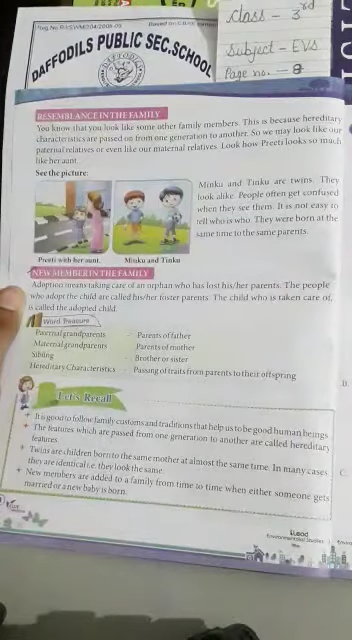 Class - 3rd
Subject - EVS
Page no. - 8
DAFFODILS PUBLIC SEC.SCHOOL
RESEMBLANCE IN THE FAMILY
You know that you look like some other family members. This is because hereditary
characteristics are passed on from one generation to another. So we may look like our
paternal relatives or even like our maternal relatives. Look how Preeti looks so much
like her aunt.
See the picture:
Minku and Tinku are twins. They
look alike. People often get confused
when they see them. It is not easy to
tell who is who. They were born at the
same time to the same parents.
Preeti with her aunt.
Minku and Tinku
NEW MEMBER IN THE FAMILY
Adoption means taking care of an orphan who has lost his/her parents. The people
who adopt the child are called his/her foster parents. The child who is taken care of,
is called the adopted child.
Word Treasure
Paternal grandparents - Parents of father
Maternal grandparents - Parents of mother
Sibling - Brother or sister
Hereditary Characteristics - Passing of traits from parents to their offspring
Let's Recall
+ It is good to follow family customs and traditions that help us to be good human beings.
+ The features which are passed from one generation to another are called hereditary
features.
+ Twins are children born to the same mother at almost the same time. In many cases
they are identical i.e. they look the same.
+ New members are added to a family from time to time when either someone gets
married or a new baby is born.
B.
C.
Environmental Studies